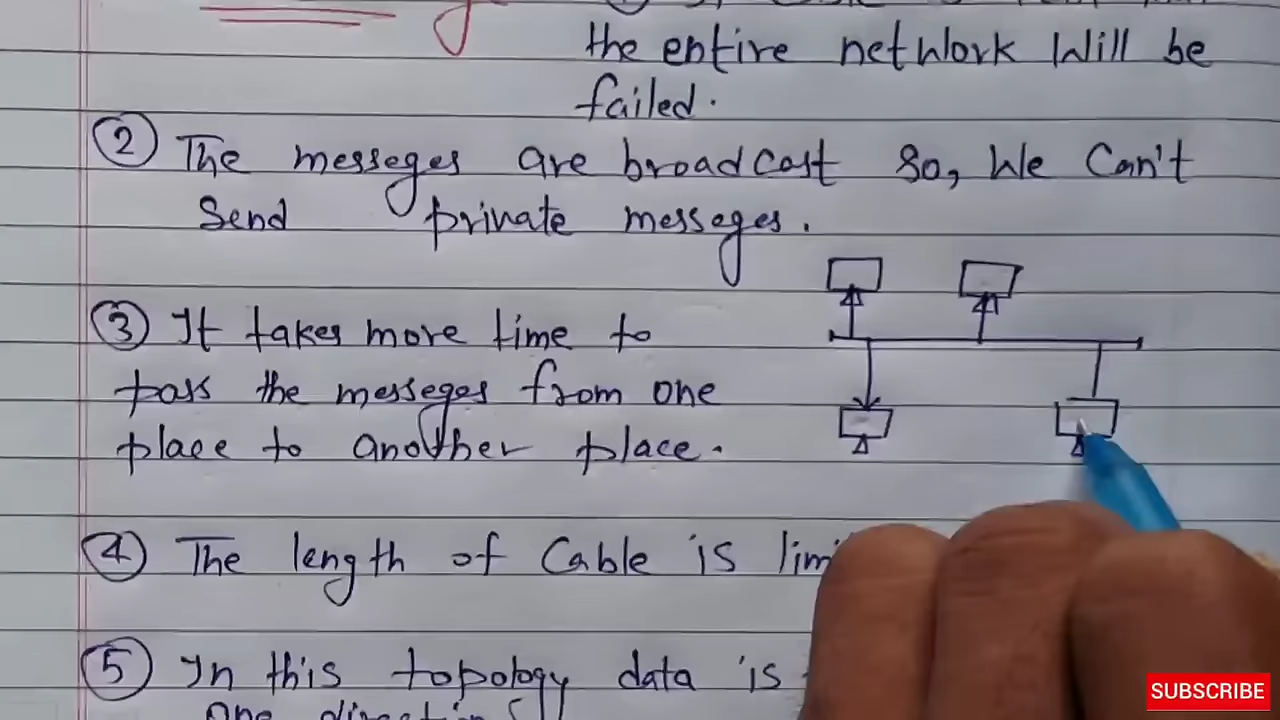 the entire network Will be
failed.
② The messeges are broadcast so, We Can't
Send private messeges.
③ It takes more time to
pass the messeges from one
place to another place.
④ The length of Cable is
⑤ In this topology data is
One
SUBSCRIBE